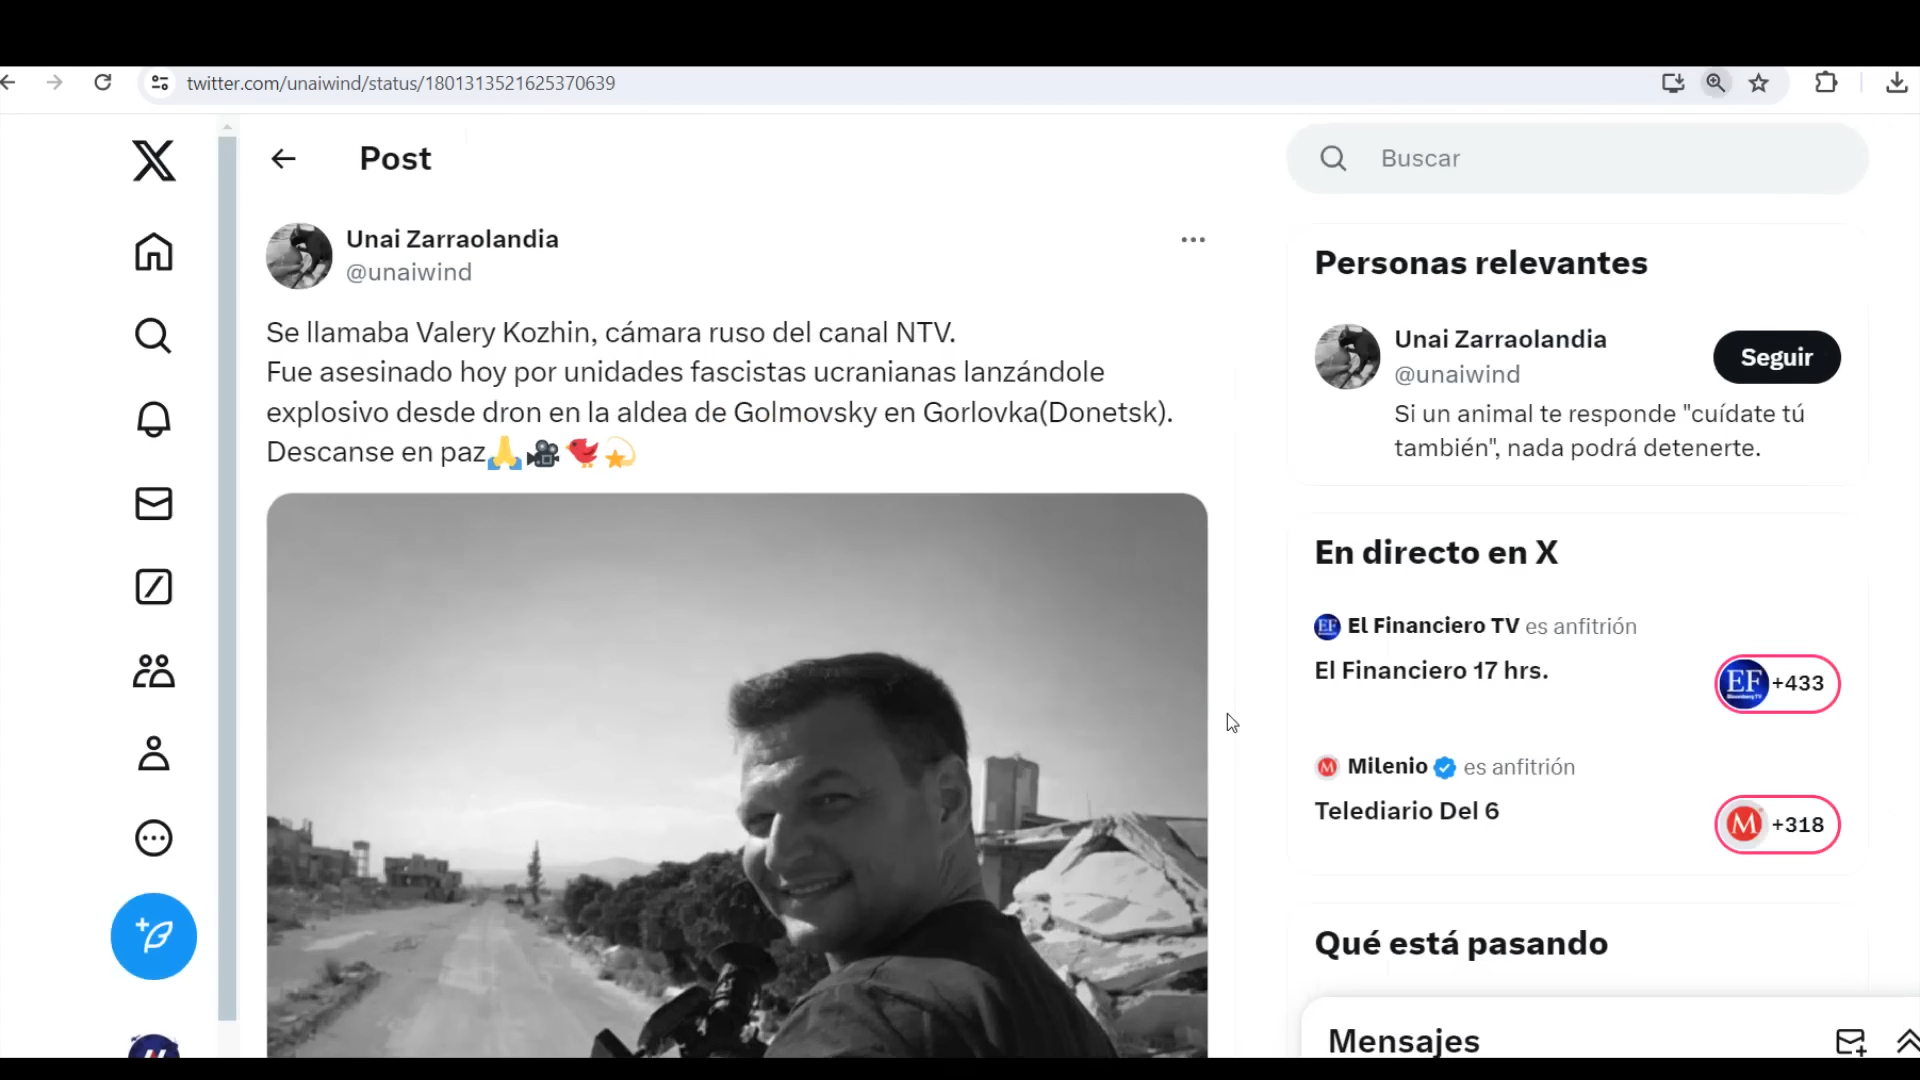 twitter.com/unaiwind/status/1801313521625370639
Post
Unai Zarraolandia
@unaiwind
Se llamaba Valery Kozhin, cámara ruso del canal NTV.
Fue asesinado hoy por unidades fascistas ucranianas lanzándole
explosivo desde dron en la aldea de Golmovsky en Gorlovka(Donetsk).
Descanse en paz🙏🎥🐦💫
Buscar
Personas relevantes
Unai Zarraolandia
@unaiwind
Seguir
Si un animal te responde "cuídate tú
también", nada podrá detenerte.
En directo en X
EF El Financiero TV es anfitrión
El Financiero 17 hrs.
EF +433
M Milenio es anfitrión
Telediario Del 6
M +318
Qué está pasando
Mensajes